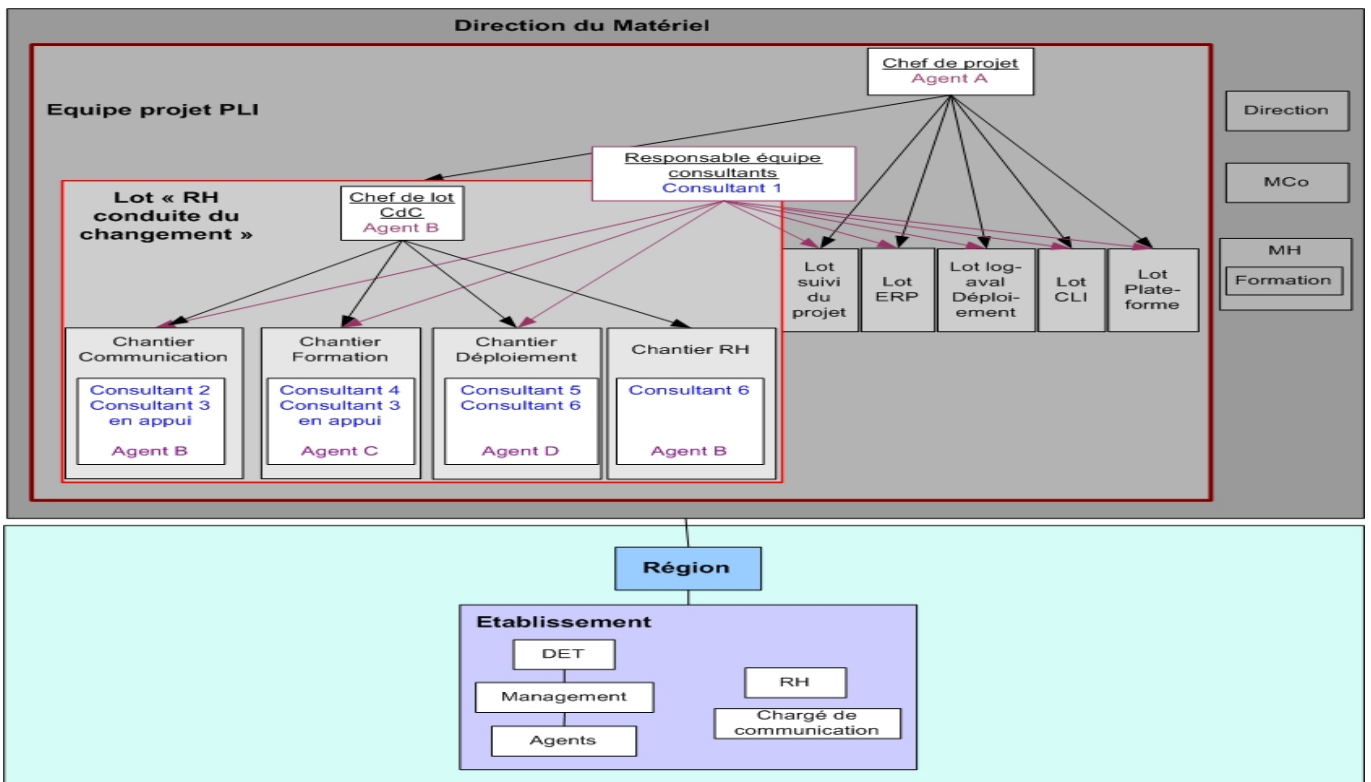 Direction du Matériel
Chef de projet
Agent A
Equipe projet PLI
Direction
Responsable équipe
consultants
Consultant 1
MCo
Lot « RH
conduite du
changement »
Chef de lot
CdC
Agent B
MH
Formation
Lot
suivi
du
projet
Lot
ERP
Lot log-
aval
Déploi-
ement
Lot
CLI
Lot
Plate-
forme
Chantier
Communication
Consultant 2
Consultant 3
en appui
Agent B
Chantier
Formation
Consultant 4
Consultant 3
en appui
Agent C
Chantier
Déploiement
Consultant 5
Consultant 6
Agent D
Chantier RH
Consultant 6
Agent B
Région
Etablissement
DET
Management
Agents
RH
Chargé de
communication